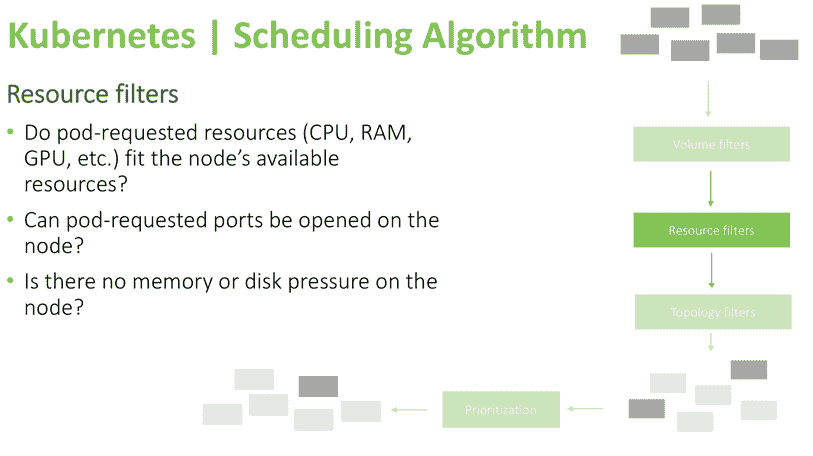 Kubernetes | Scheduling Algorithm
Resource filters
• Do pod-requested resources (CPU, RAM,
GPU, etc.) fit the node’s available
resources?
• Can pod-requested ports be opened on the
node?
• Is there no memory or disk pressure on the
node?
Volume filters
Resource filters
Topology filters
Prioritization